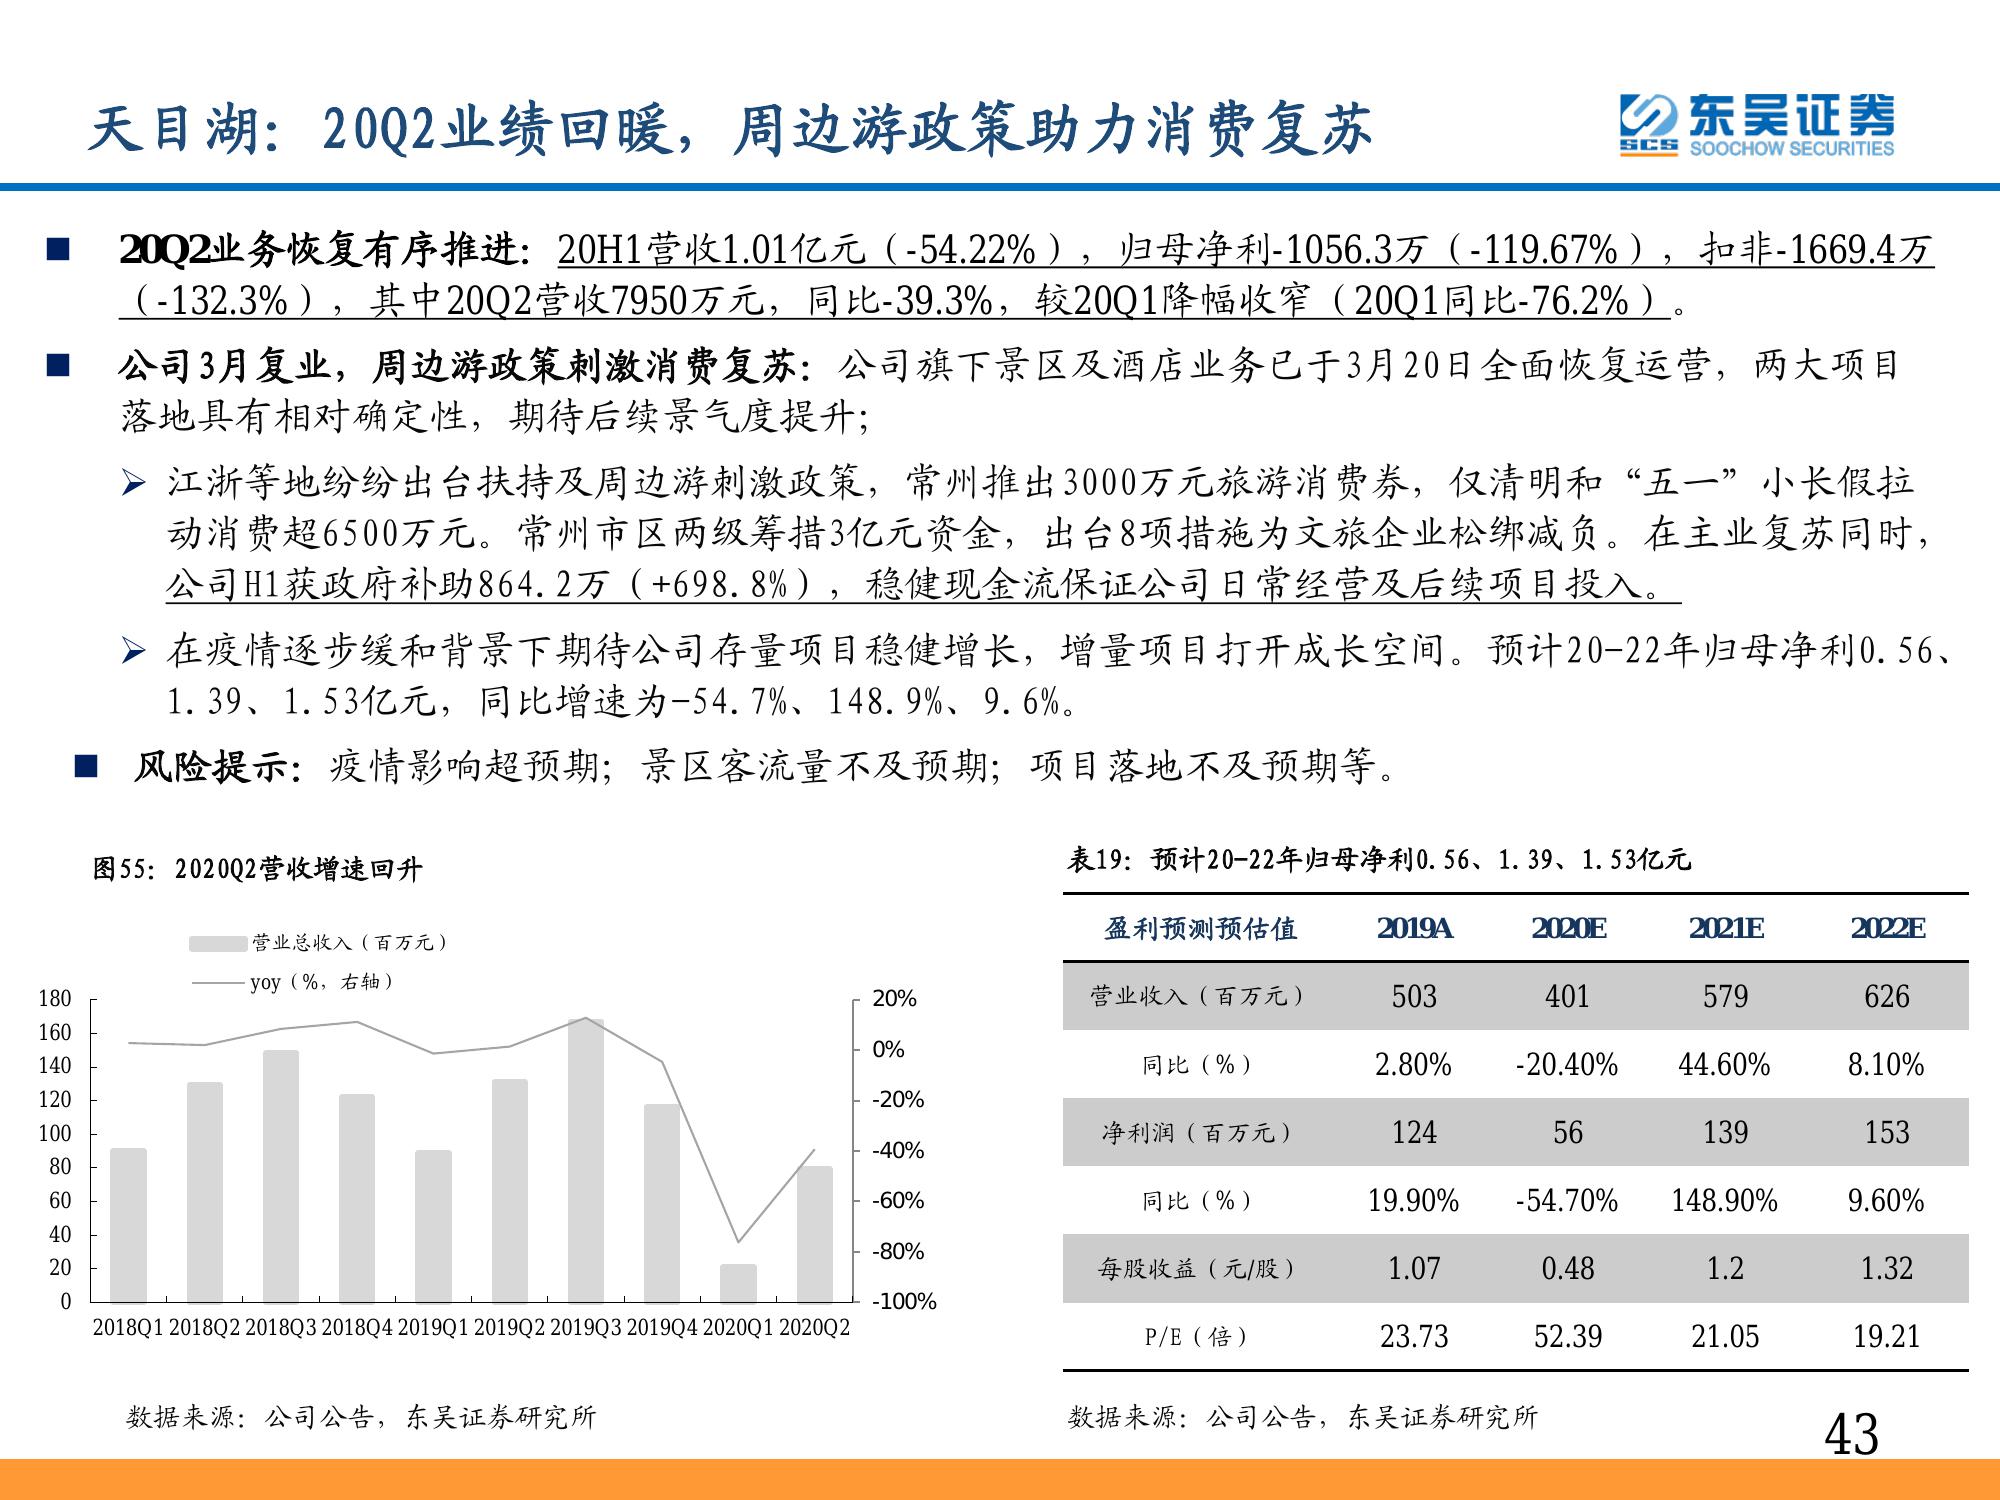 天目湖：20Q2业绩回暖，周边游政策助力消费复苏
东吴证券
SCS SOOCHOW SECURITIES
■ 20Q2业务恢复有序推进：20H1营收1.01亿元（-54.22%），归母净利-1056.3万（-119.67%），扣非-1669.4万
（-132.3%），其中20Q2营收7950万元，同比-39.3%，较20Q1降幅收窄（20Q1同比-76.2%）。
■ 公司3月复业，周边游政策刺激消费复苏：公司旗下景区及酒店业务已于3月20日全面恢复运营，两大项目
落地具有相对确定性，期待后续景气度提升；
➢ 江浙等地纷纷出台扶持及周边游刺激政策，常州推出3000万元旅游消费券，仅清明和“五一”小长假拉
动消费超6500万元。常州市区两级筹措3亿元资金，出台8项措施为文旅企业松绑减负。在主业复苏同时，
公司H1获政府补助864.2万（+698.8%），稳健现金流保证公司日常经营及后续项目投入。
➢ 在疫情逐步缓和背景下期待公司存量项目稳健增长，增量项目打开成长空间。预计20-22年归母净利0.56、
1.39、1.53亿元，同比增速为-54.7%、148.9%、9.6%。
■ 风险提示：疫情影响超预期；景区客流量不及预期；项目落地不及预期等。
图55：2020Q2营收增速回升
营业总收入（百万元）
yoy（%，右轴）
180 20%
160
140 0%
120 -20%
100
80 -40%
60 -60%
40 -80%
20
0 -100%
2018Q1 2018Q2 2018Q3 2018Q4 2019Q1 2019Q2 2019Q3 2019Q4 2020Q1 2020Q2
数据来源：公司公告，东吴证券研究所
表19：预计20-22年归母净利0.56、1.39、1.53亿元
盈利预测预估值 2019A 2020E 2021E 2022E
营业收入（百万元） 503 401 579 626
同比（%） 2.80% -20.40% 44.60% 8.10%
净利润（百万元） 124 56 139 153
同比（%） 19.90% -54.70% 148.90% 9.60%
每股收益（元/股） 1.07 0.48 1.2 1.32
P/E（倍） 23.73 52.39 21.05 19.21
数据来源：公司公告，东吴证券研究所
43